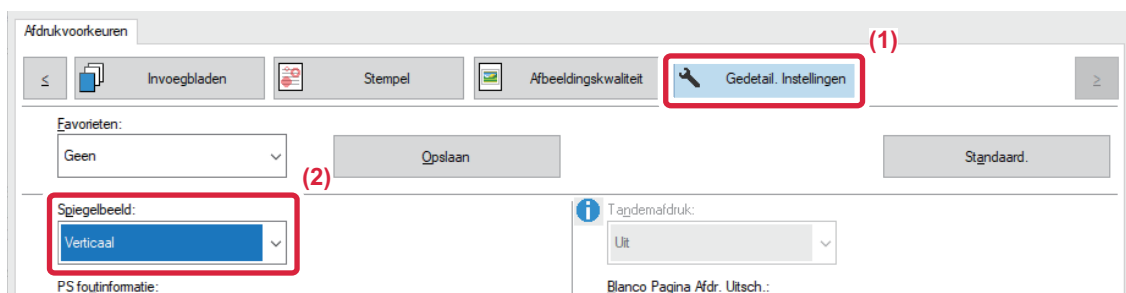 Afdrukvoorkeuren
(1)
≤ Invoegbladen Stempel Afbeeldingskwaliteit Gedetail. Instellingen ≥
Favorieten:
Geen Opslaan Standaard.
(2)
Spiegelbeeld: Tandemafdruk:
Verticaal Uit
PS foutinformatie: Blanco Pagina Afdr. Uitsch.: